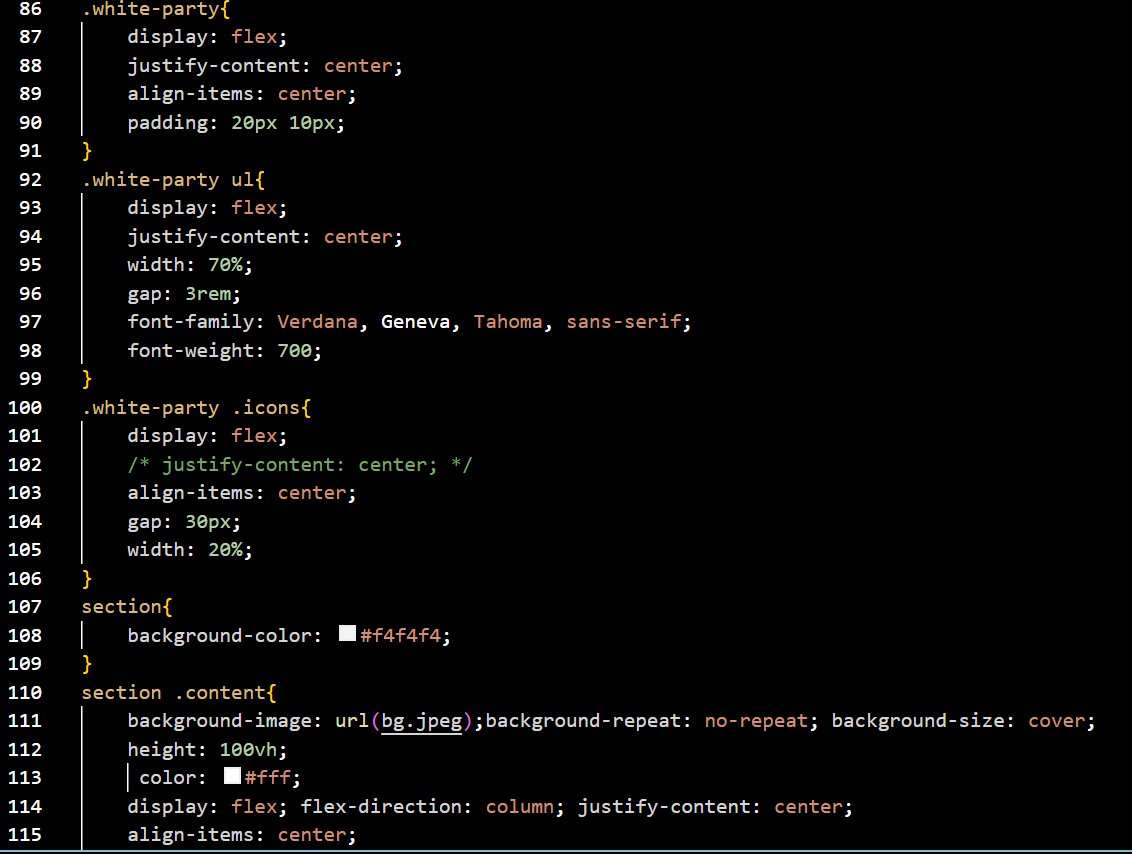 86 .white-party{
87 display: flex;
88 justify-content: center;
89 align-items: center;
90 padding: 20px 10px;
91 }
92 .white-party ul{
93 display: flex;
94 justify-content: center;
95 width: 70%;
96 gap: 3rem;
97 font-family: Verdana, Geneva, Tahoma, sans-serif;
98 font-weight: 700;
99 }
100 .white-party .icons{
101 display: flex;
102 /* justify-content: center; */
103 align-items: center;
104 gap: 30px;
105 width: 20%;
106 }
107 section{
108 background-color: #f4f4f4;
109 }
110 section .content{
111 background-image: url(bg.jpeg);background-repeat: no-repeat; background-size: cover;
112 height: 100vh;
113 color: #fff;
114 display: flex; flex-direction: column; justify-content: center;
115 align-items: center;